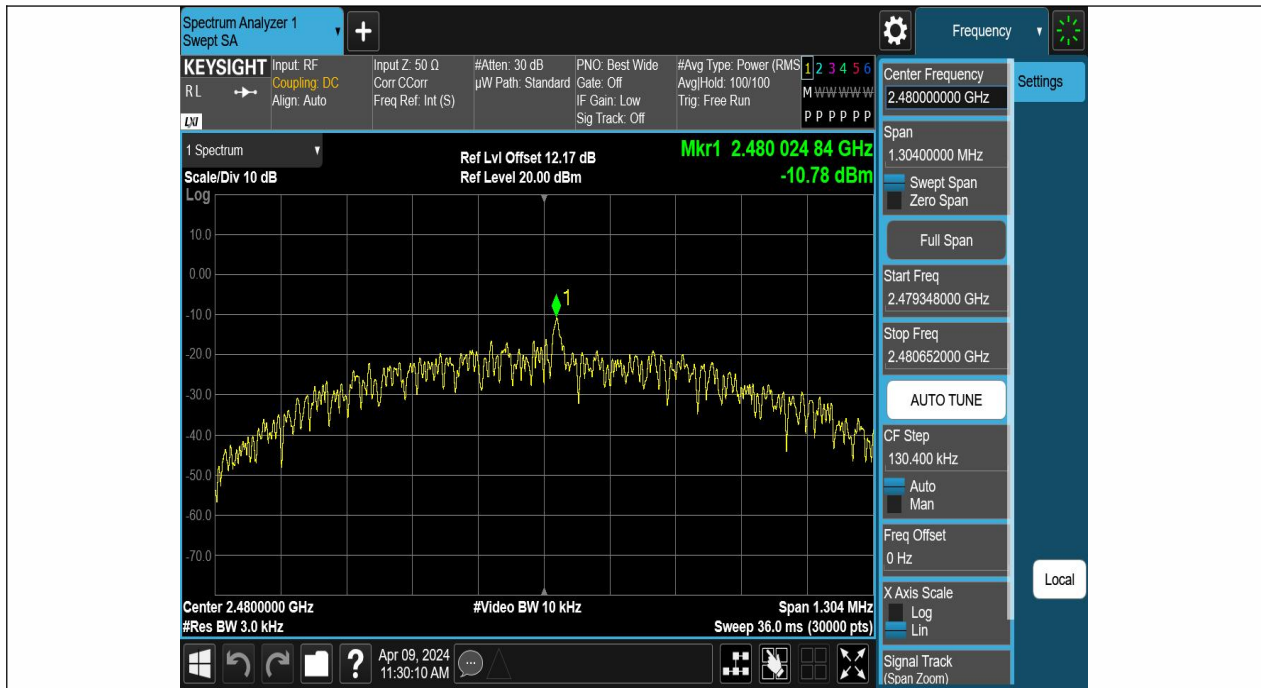 Spectrum Analyzer 1
Swept SA
+
Frequency
KEYSIGHT
RL
LXI
Input: RF
Coupling: DC
Align: Auto
Input Z: 50 Ω
Corr CCorr
Freq Ref: Int (S)
#Atten: 30 dB
µW Path: Standard
PNO: Best Wide
Gate: Off
IF Gain: Low
Sig Track: Off
#Avg Type: Power (RMS
Avg|Hold: 100/100
Trig: Free Run
1 2 3 4 5 6
M W W W W W
P P P P P P
1 Spectrum
Scale/Div 10 dB
Ref Lvl Offset 12.17 dB
Ref Level 20.00 dBm
Mkr1 2.480 024 84 GHz
-10.78 dBm
Log
10.0
0.00
-10.0
-20.0
-30.0
-40.0
-50.0
-60.0
-70.0
1
Center 2.4800000 GHz
#Video BW 10 kHz
Span 1.304 MHz
#Res BW 3.0 kHz
Sweep 36.0 ms (30000 pts)
?
Apr 09, 2024
11:30:10 AM
Center Frequency
2.480000000 GHz
Settings
Span
1.30400000 MHz
Swept Span
Zero Span
Full Span
Start Freq
2.479348000 GHz
Stop Freq
2.480652000 GHz
AUTO TUNE
CF Step
130.400 kHz
Auto
Man
Freq Offset
0 Hz
Local
X Axis Scale
Log
Lin
Signal Track
(Span Zoom)